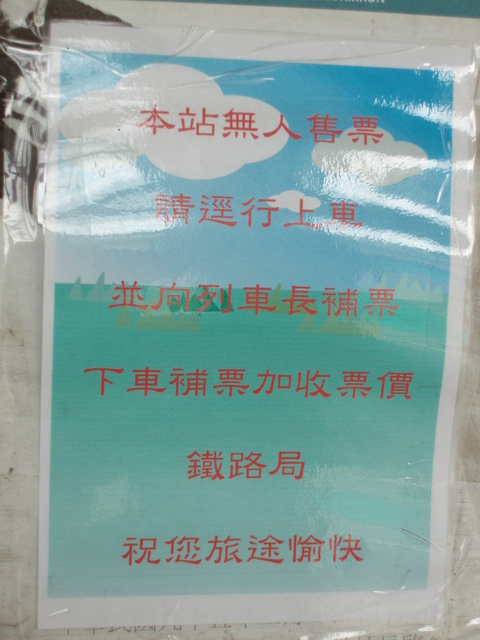 本站無人售票
請逕行上車
並向列車長補票
下車補票加收票價
鐵路局
祝您旅途愉快